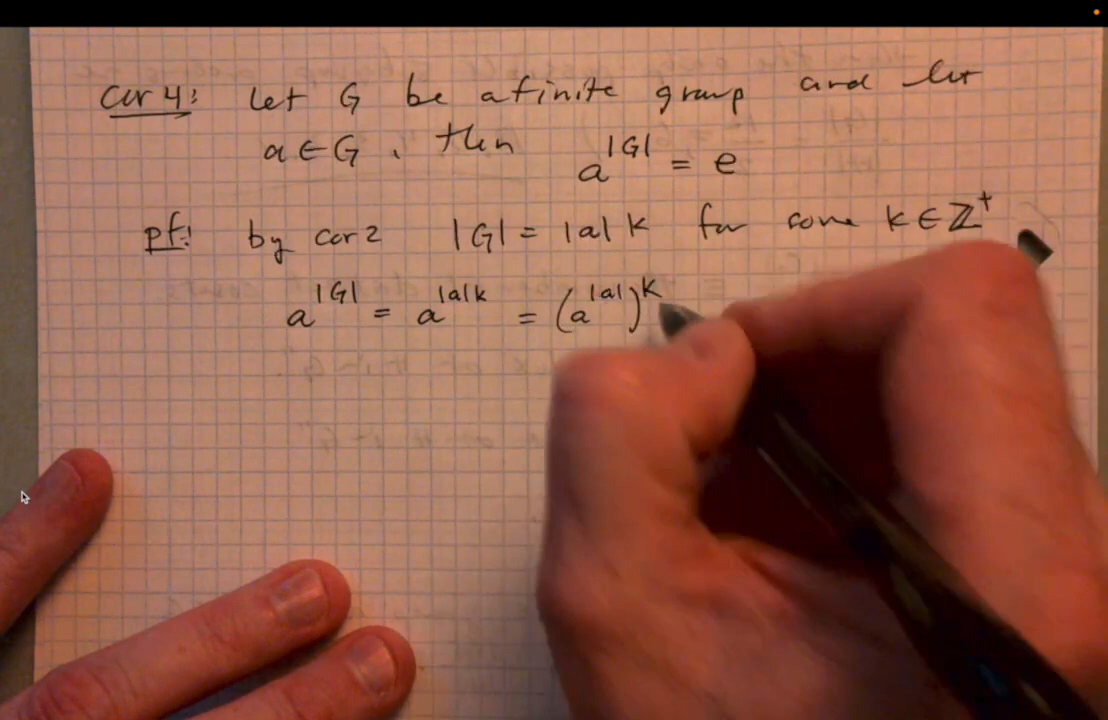 Cor 4: Let G be a finite group and let
a ∈ G, then a^|G| = e
pf: by cor 2 |G| = |a| k for some k ∈ ℤ^+
a^|G| = a^|a|k = (a^|a|)^k